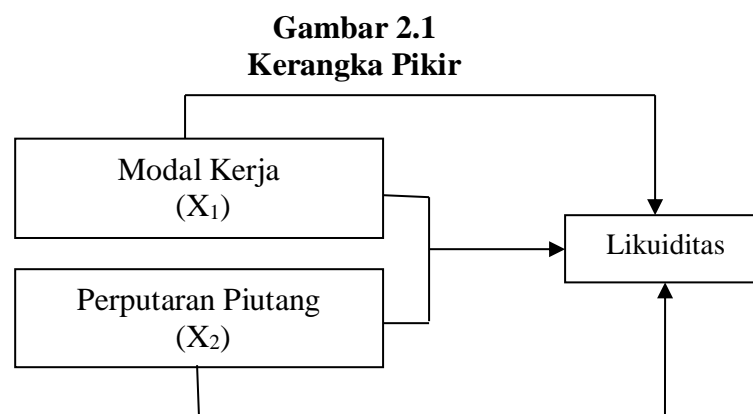 Gambar 2.1
Kerangka Pikir
Modal Kerja
(X₁)
Likuiditas
Perputaran Piutang
(X₂)